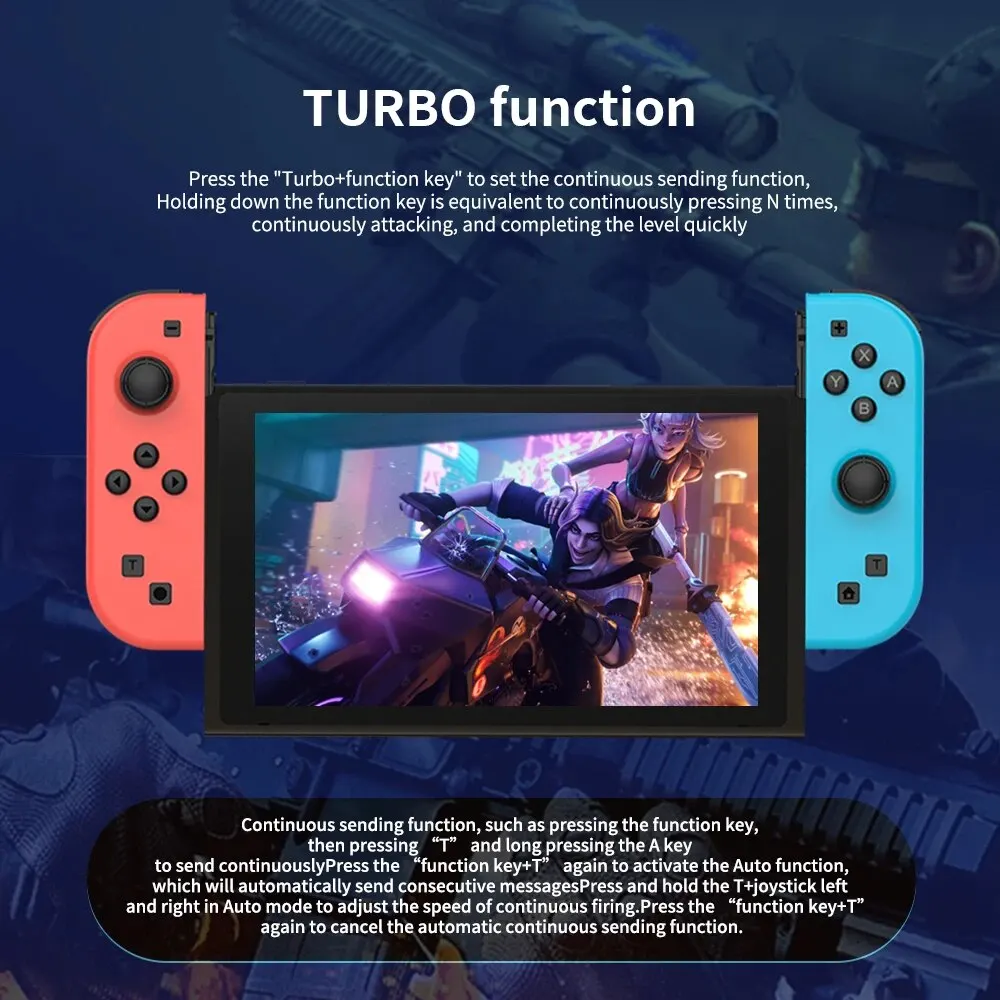 TURBO function
Press the "Turbo+function key" to set the continuous sending function,
Holding down the function key is equivalent to continuously pressing N times,
continuously attacking, and completing the level quickly
X
Y A
B
T T
Continuous sending function, such as pressing the function key,
then pressing “T” and long pressing the A key
to send continuouslyPress the “function key+T” again to activate the Auto function,
which will automatically send consecutive messagesPress and hold the T+joystick left
and right in Auto mode to adjust the speed of continuous firing.Press the “function key+T”
again to cancel the automatic continuous sending function.